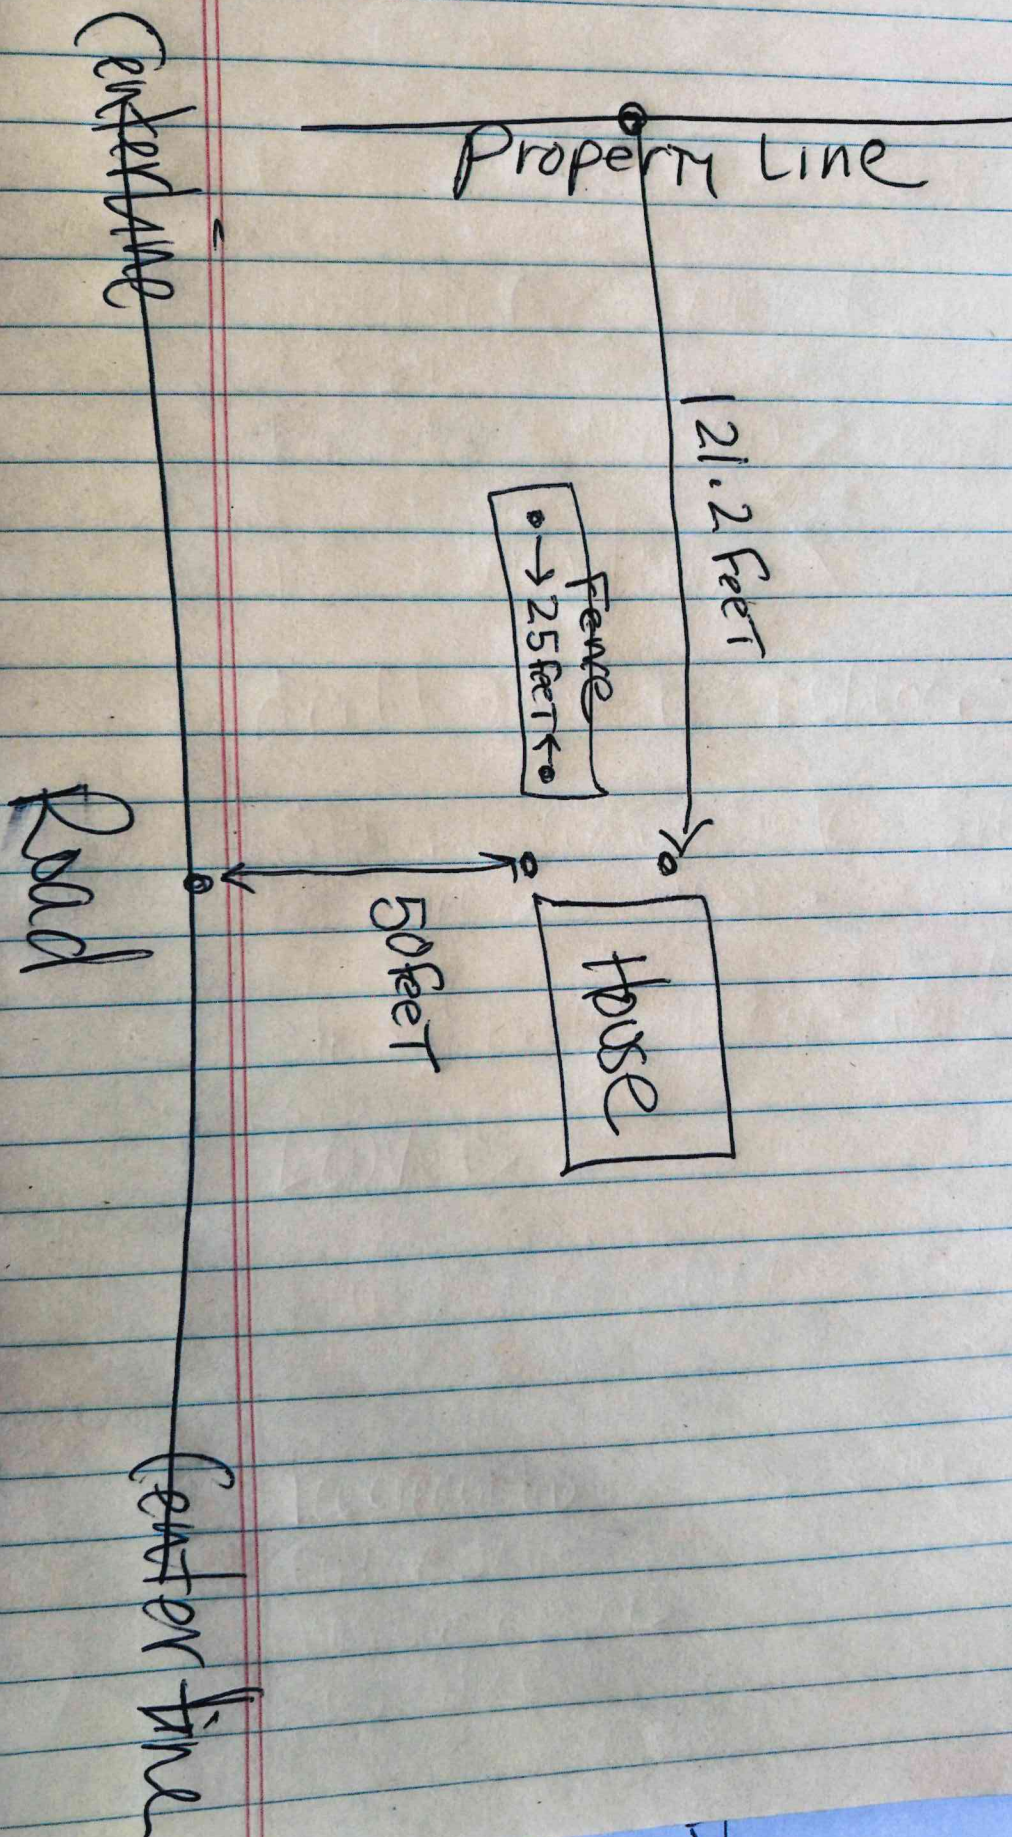 Property Line
121.2 feet
Fence
25 feet
House
50 feet
Centerline
Road
Center line